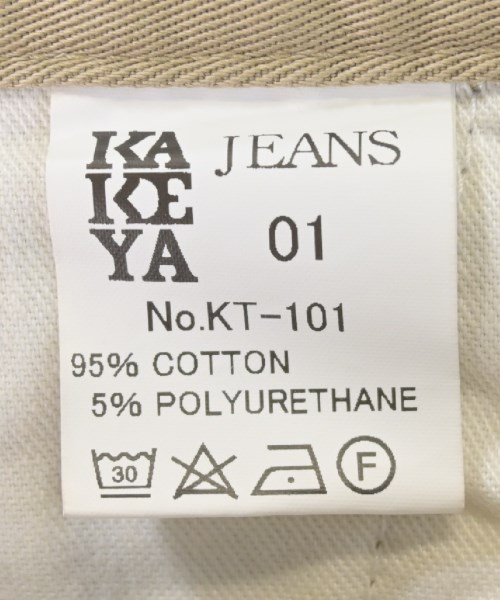 KA
KE
YA
JEANS
01
No.KT-101
95% COTTON
5% POLYURETHANE
30
F